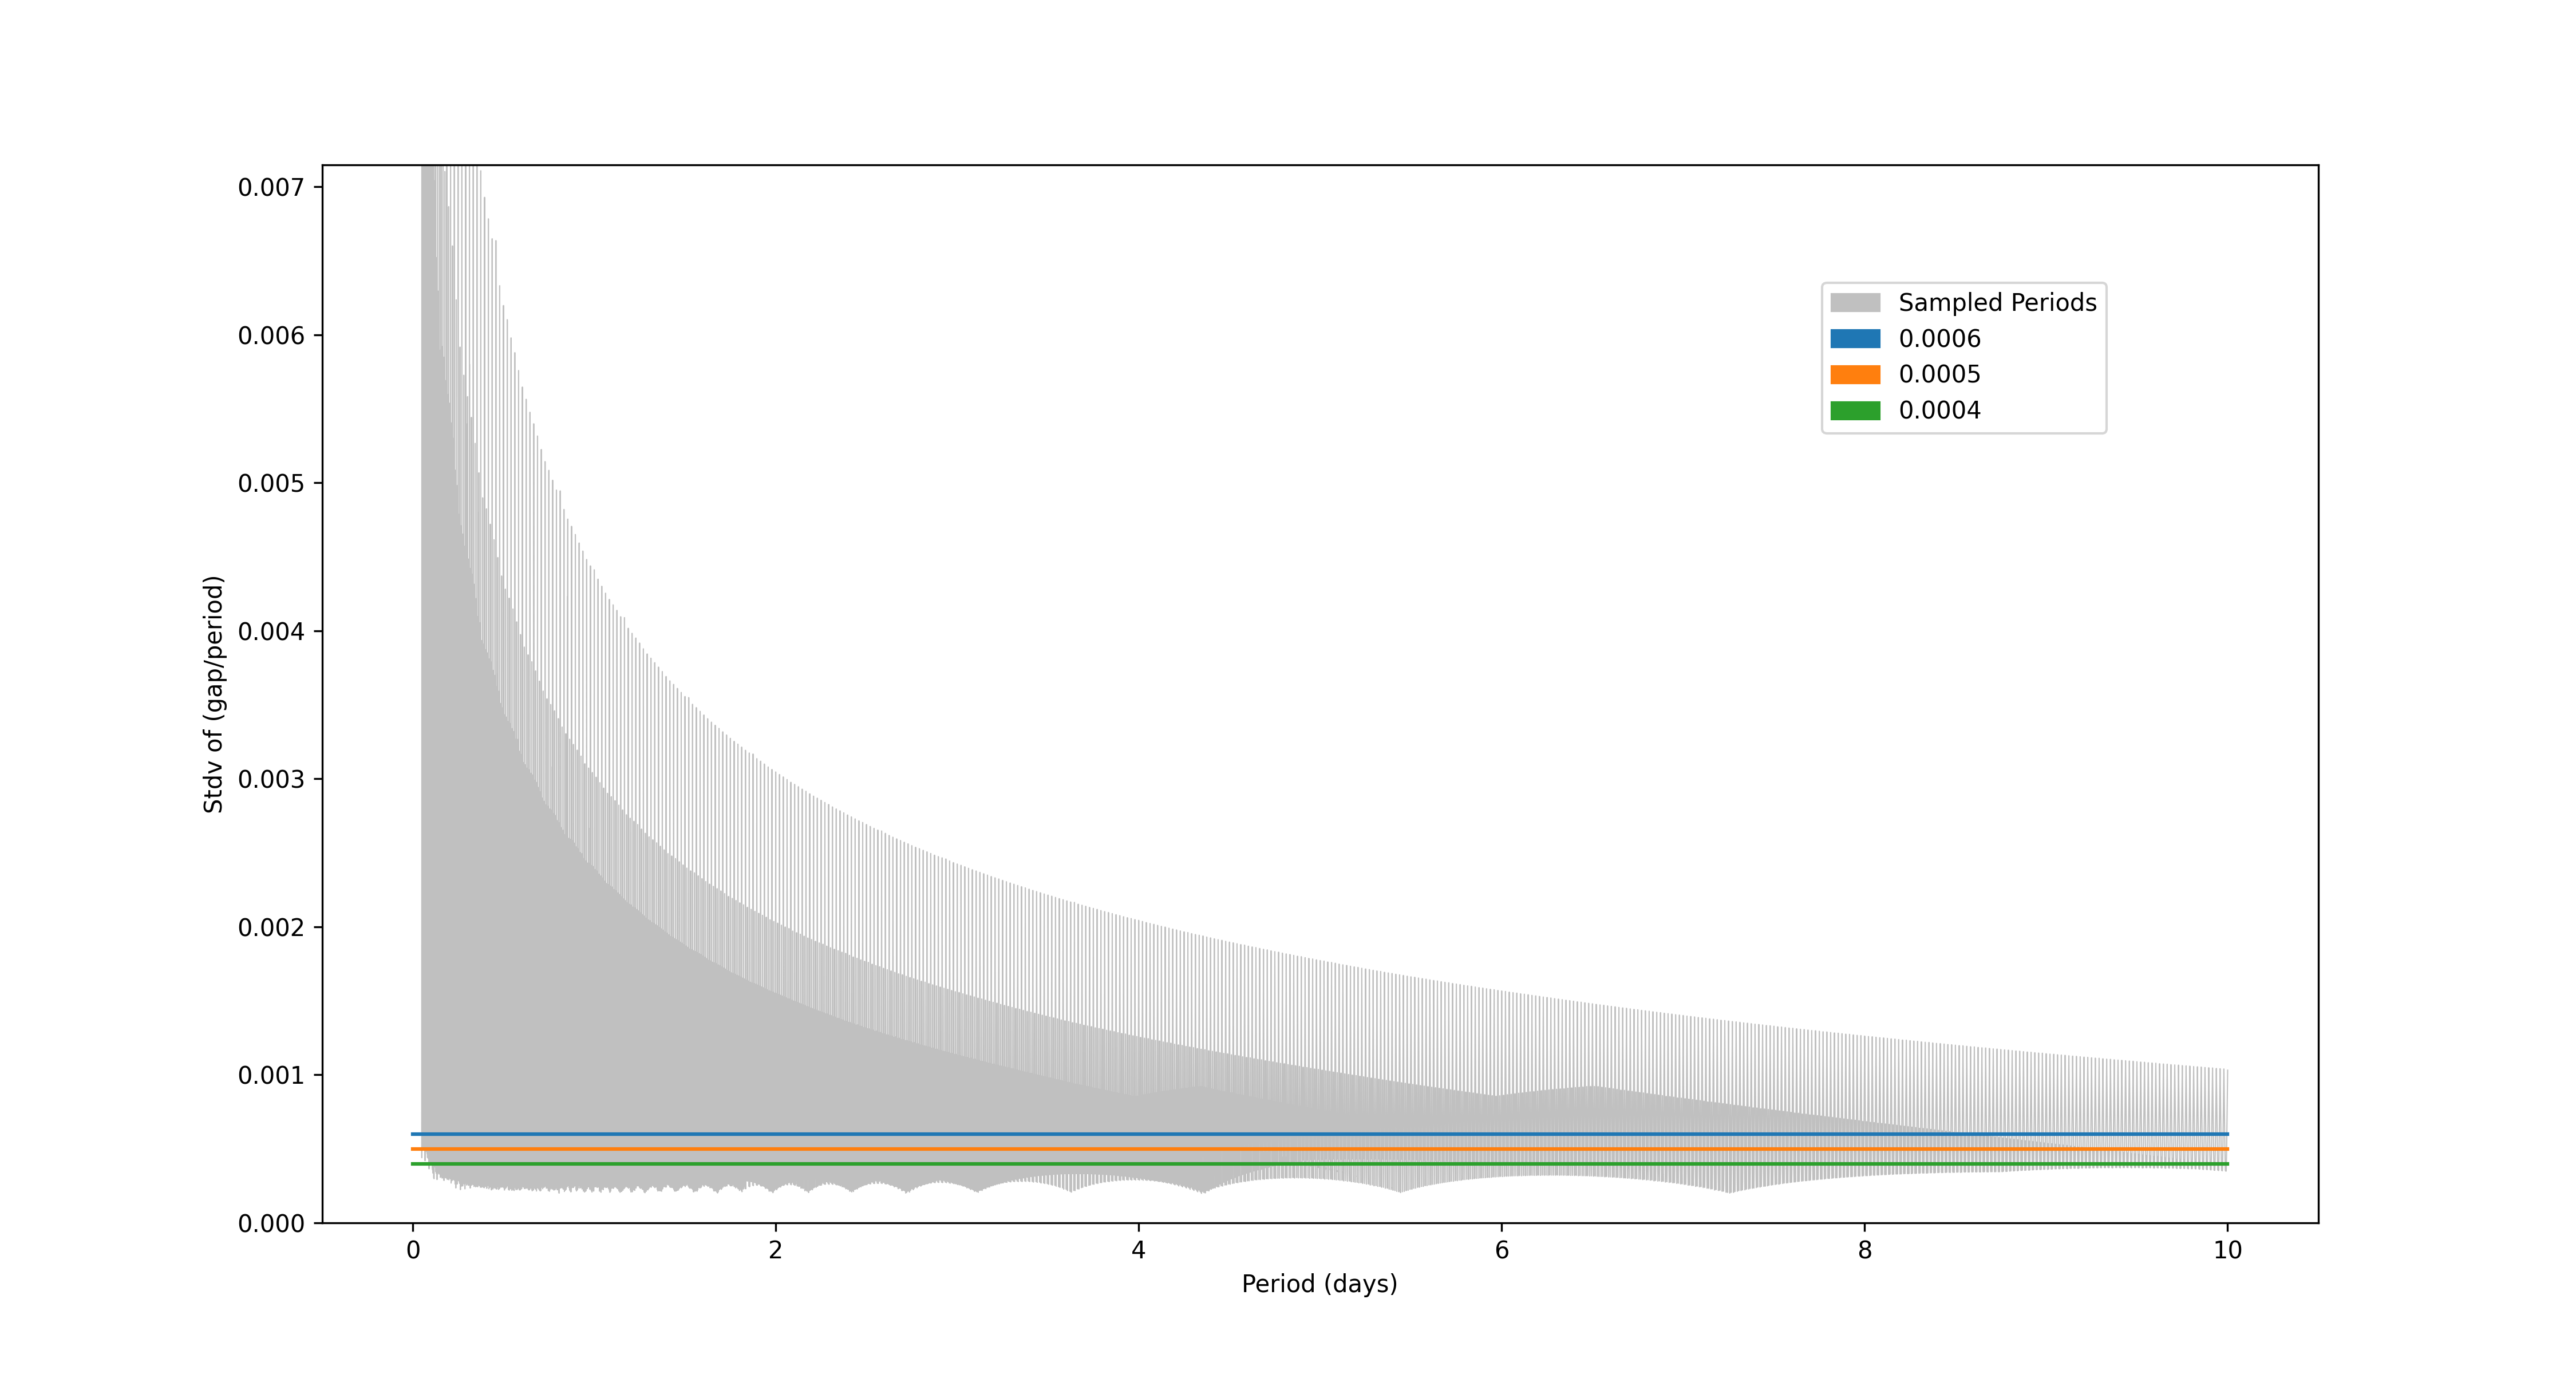 0.007
0.006
0.005
0.004
0.003
0.002
0.001
0.000
Stdv of (gap/period)
Sampled Periods
0.0006
0.0005
0.0004
0 2 4 6 8 10
Period (days)